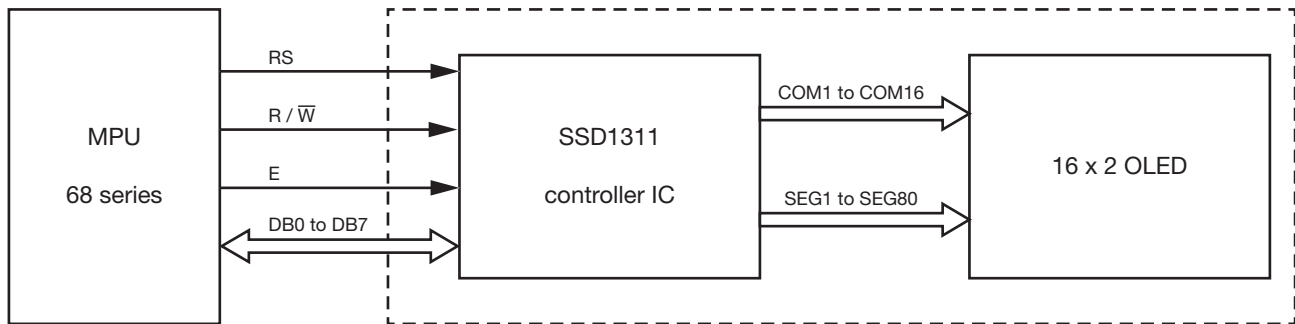 MPU
68 series
RS
R / W̅
E
DB0 to DB7
SSD1311
controller IC
COM1 to COM16
SEG1 to SEG80
16 x 2 OLED